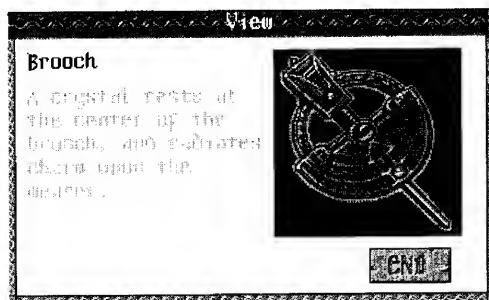 View
Brooch
A crystal rests at
the center of the
brooch, and radiates
charm upon the
wearer.
END